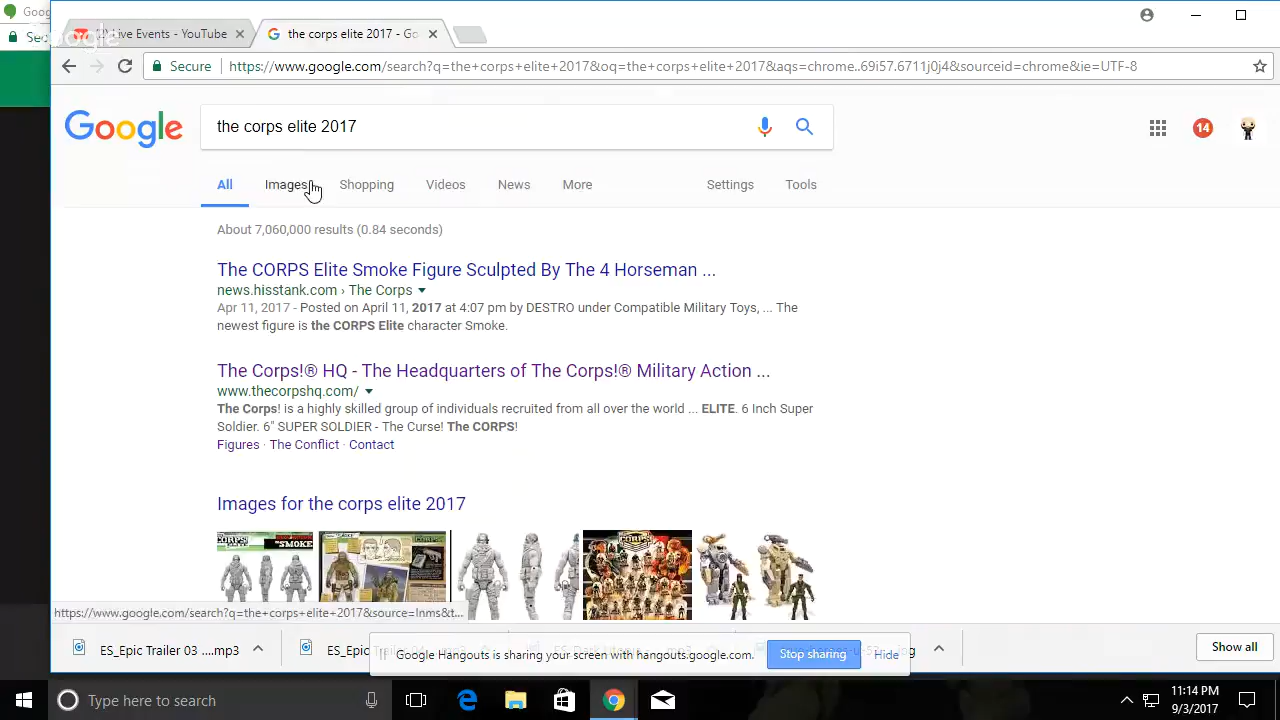 Goo
Live Events - YouTube
the corps elite 2017 - Go
Sec
Google
Secure
https://www.google.com/search?q=the+corps+elite+2017&oq=the+corps+elite+2017&aqs=chrome..69i57.6711j0j4&sourceid=chrome&ie=UTF-8
Google
the corps elite 2017
14
All Images Shopping Videos News More Settings Tools
About 7,060,000 results (0.84 seconds)
The CORPS Elite Smoke Figure Sculpted By The 4 Horseman ...
news.hisstank.com › The Corps
Apr 11, 2017 - Posted on April 11, 2017 at 4:07 pm by DESTRO under Compatible Military Toys, ... The
newest figure is the CORPS Elite character Smoke.
The Corps!® HQ - The Headquarters of The Corps!® Military Action ...
www.thecorpshq.com/
The Corps! is a highly skilled group of individuals recruited from all over the world ... ELITE. 6 Inch Super
Soldier. 6" SUPER SOLDIER - The Curse! The CORPS!
Figures · The Conflict · Contact
Images for the corps elite 2017
CORPS
SMOKE
https://www.google.com/search?q=the+corps+elite+2017&source=lnms&t...
ES_Epic Trailer 03 ....mp3
ES_Epi
Google Hangouts is sharing your screen with hangouts.google.com.
Stop sharing
Hide
Show all
Type here to search
11:14 PM
9/3/2017